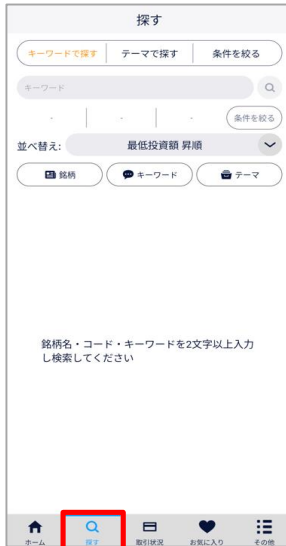 探す
キーワードで探す テーマで探す 条件を絞る
キーワード
- - - 条件を絞る
並べ替え: 最低投資額 昇順
銘柄 キーワード テーマ
銘柄名・コード・キーワードを2文字以上入力
し検索してください
ホーム 探す 取引状況 お気に入り その他